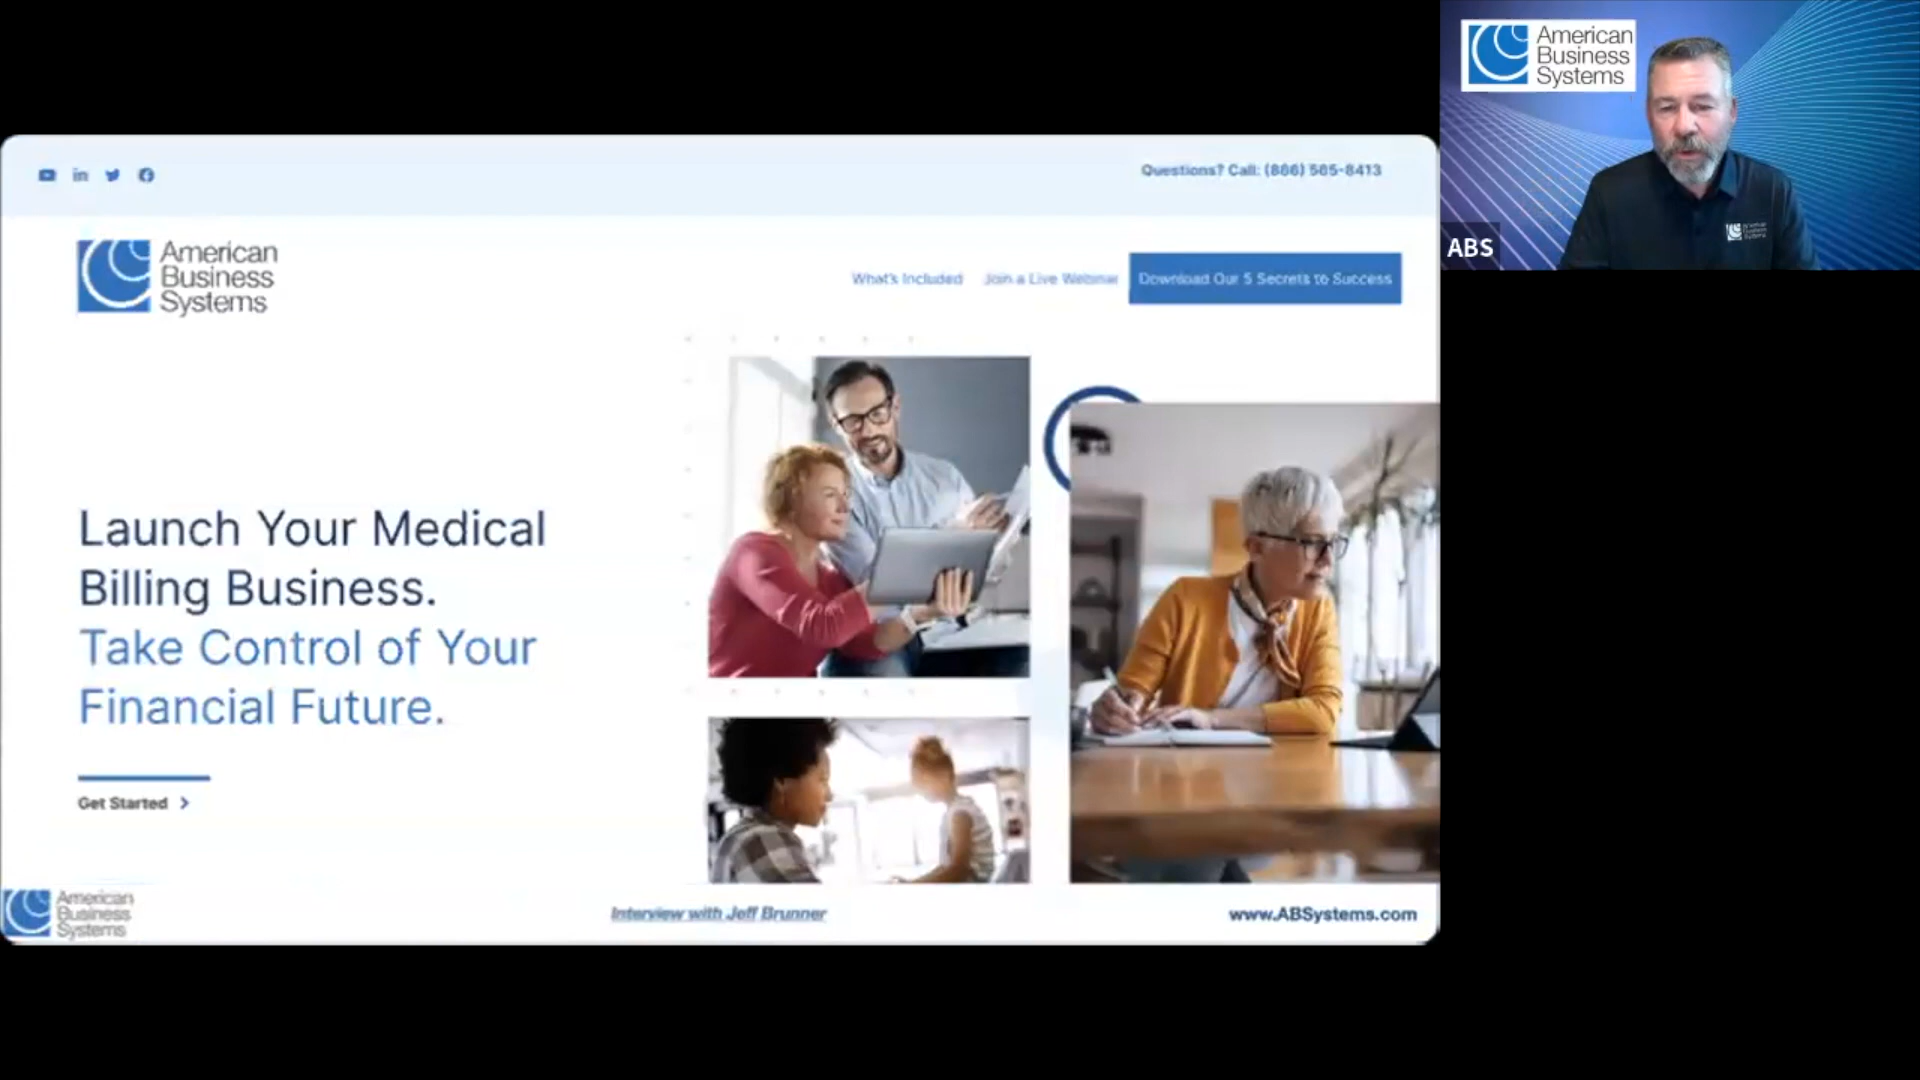 Questions? Call: (866) 565-8413
American
Business
Systems
What's Included
Join a Live Webinar
Download Our 5 Secrets to Success
Launch Your Medical
Billing Business.
Take Control of Your
Financial Future.
Get Started
American
Business
Systems
Interview with Jeff Brunner
www.ABSystems.com
American
Business
Systems
ABS